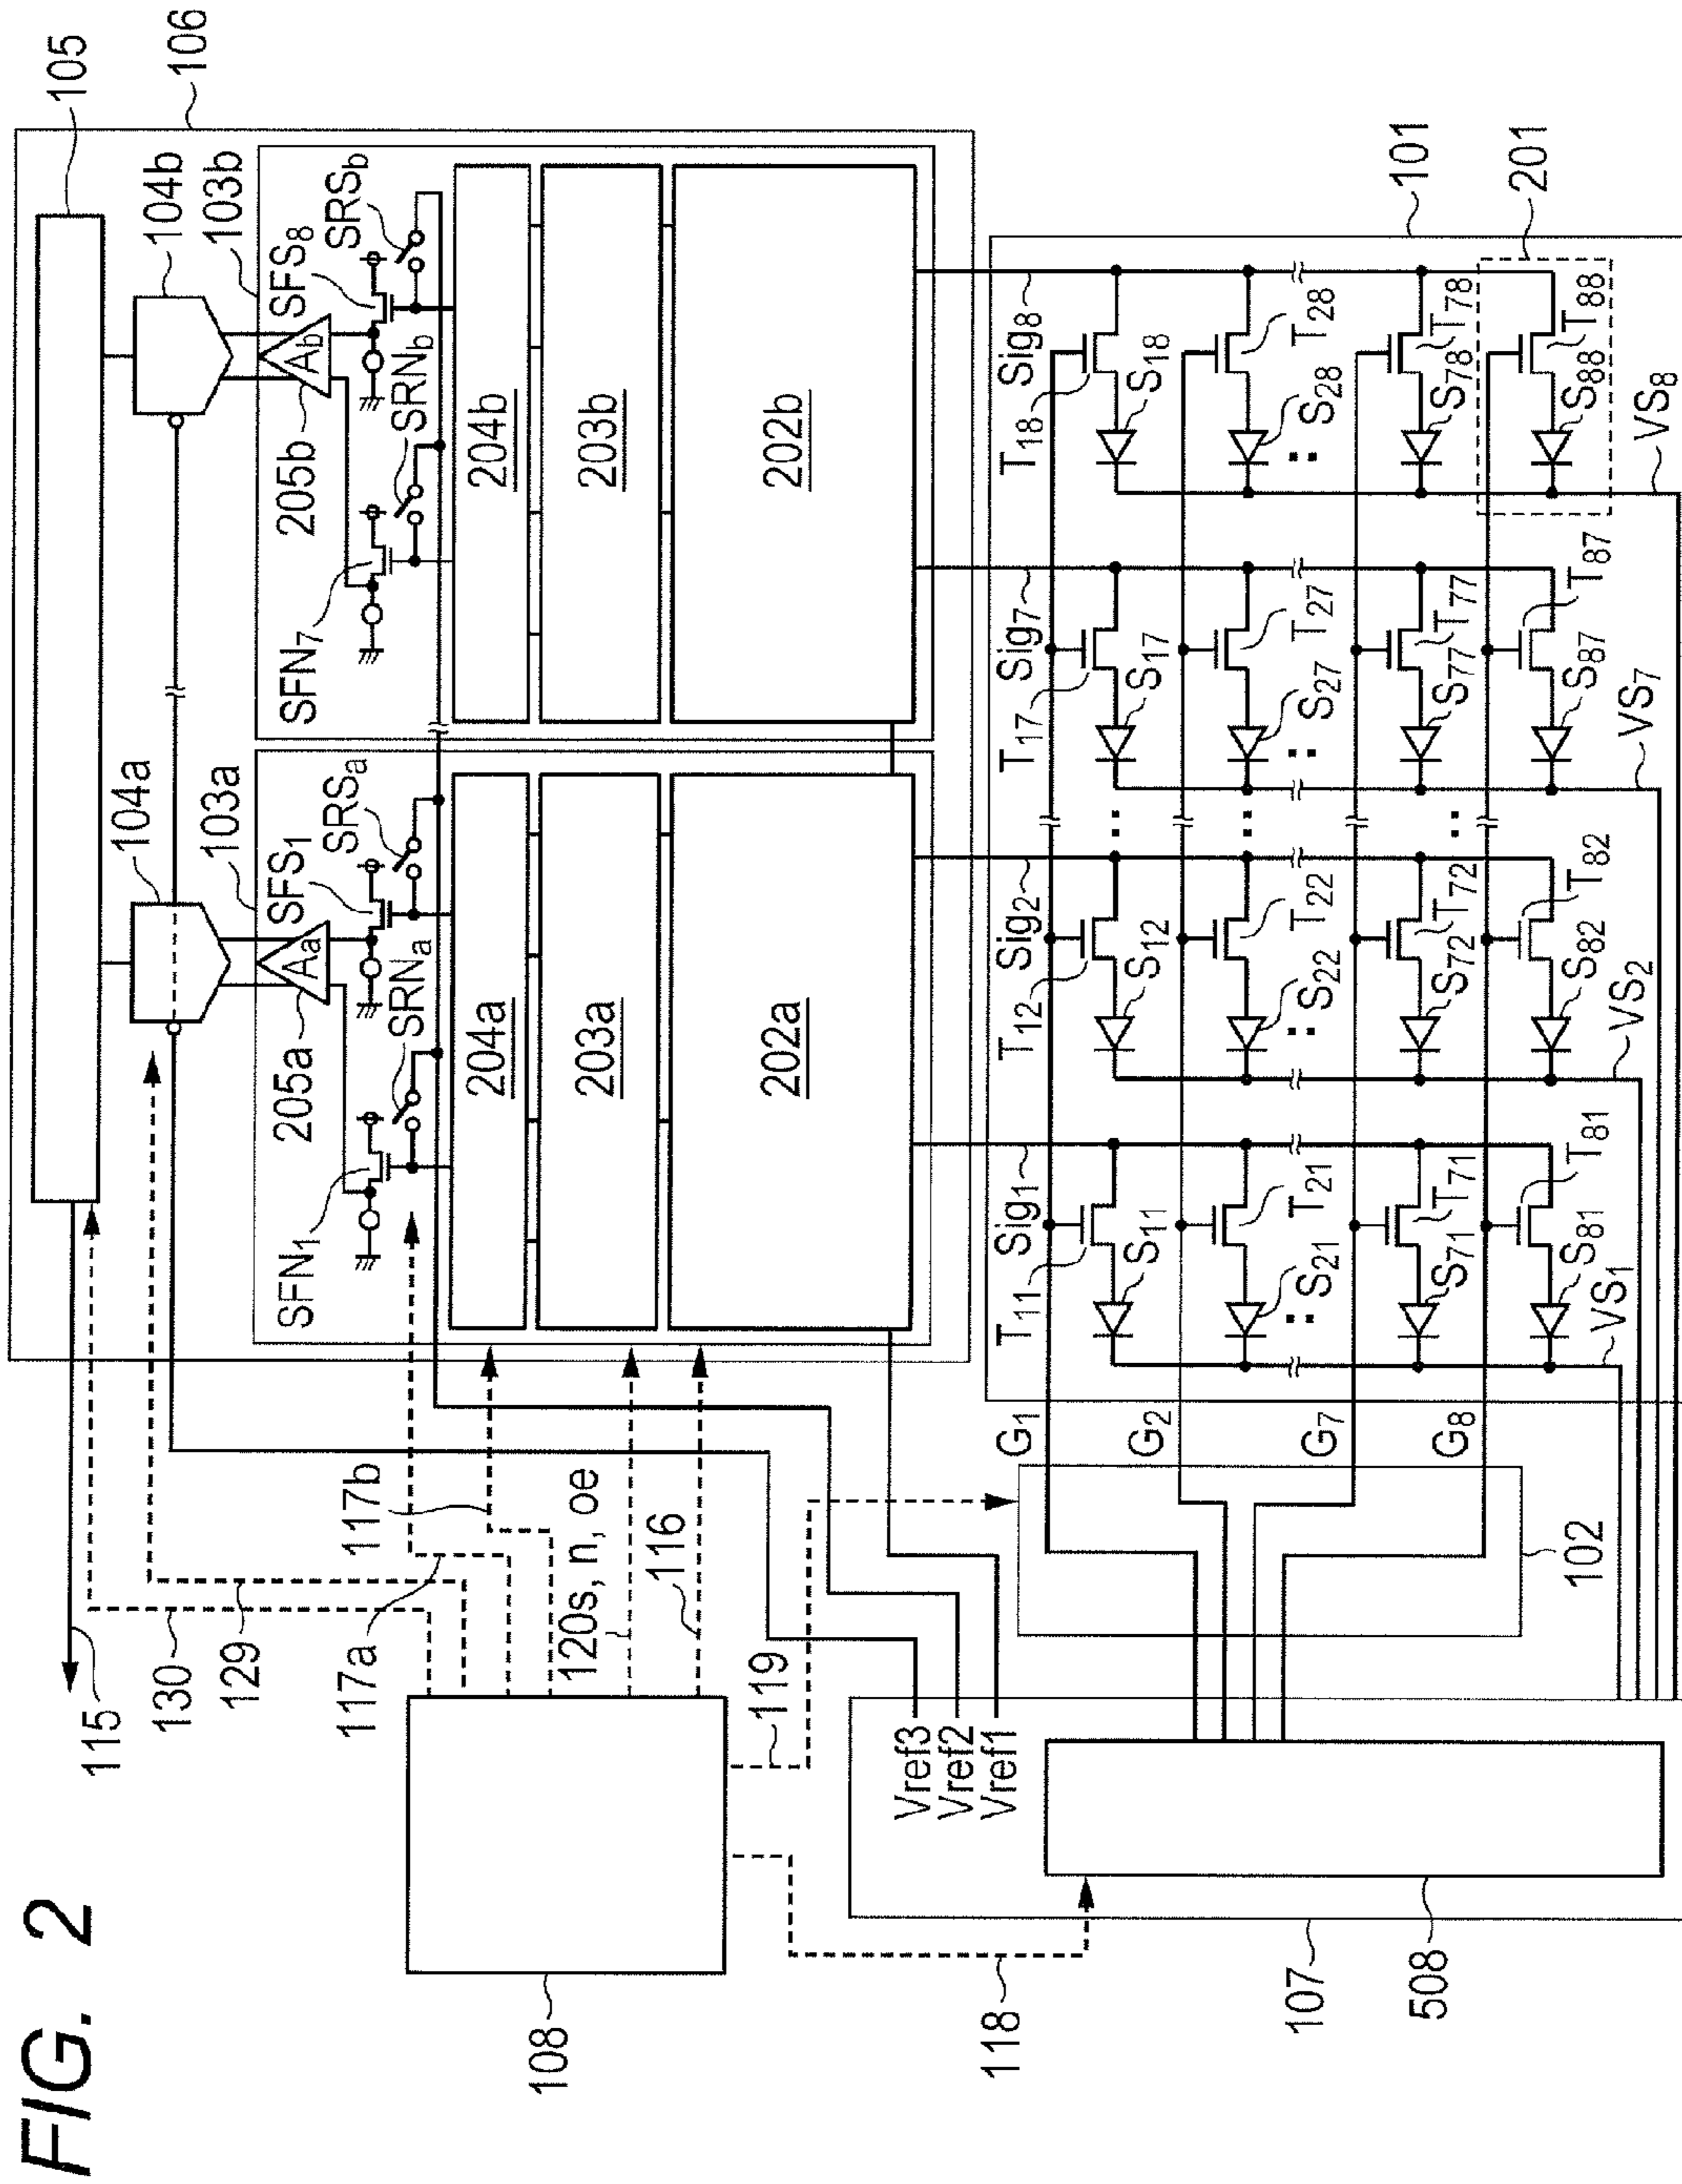 FIG. 2
105
106
104b
103b
104a
103a
SFS8
SRSb
Ab
205b
SRNb
SFN7
SFS1
SRSa
Aa
205a
SRNa
SFN1
204b
203b
202b
204a
203a
202a
115
130
129
117a
117b
120s, n, oe
116
119
118
108
Vref3
Vref2
Vref1
107
508
102
101
201
G1
G2
G7
G8
T11
Sig1
S11
T12
Sig2
S12
T17
Sig7
S17
T18
Sig8
S18
S21
T21
S22
T22
S27
T27
S28
T28
S71
T71
S72
T72
S77
T77
S78
T78
S81
T81
S82
T82
S87
T87
S88
T88
VS1
VS2
VS7
VS8